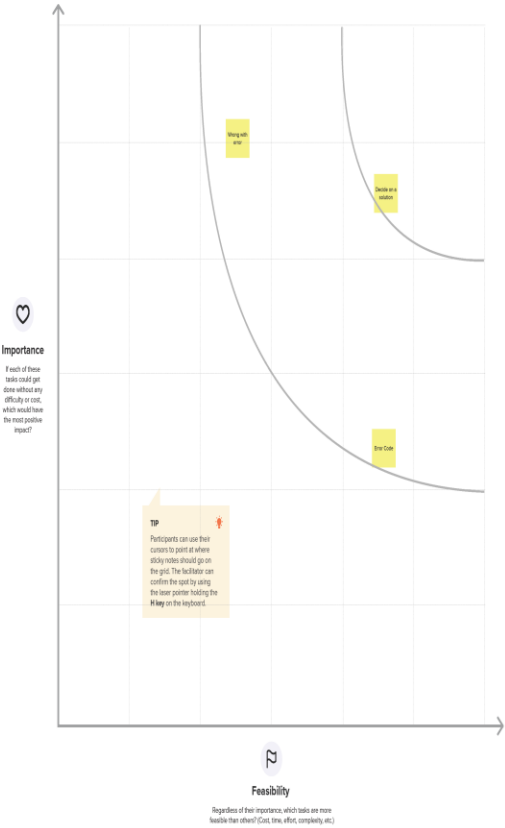 Wrong with
error
Decide on a
solution
Importance
If each of these
tasks could get
done without any
difficulty or cost,
which would have
the most positive
impact?
Error Code
TIP
Participants can use their
cursors to point at where
sticky notes should go on
the grid. The facilitator can
confirm the spot by using
the laser pointer holding the
H key on the keyboard.
Feasibility
Regardless of their importance, which tasks are more
feasible than others? (Cost, time, effort, complexity, etc.)